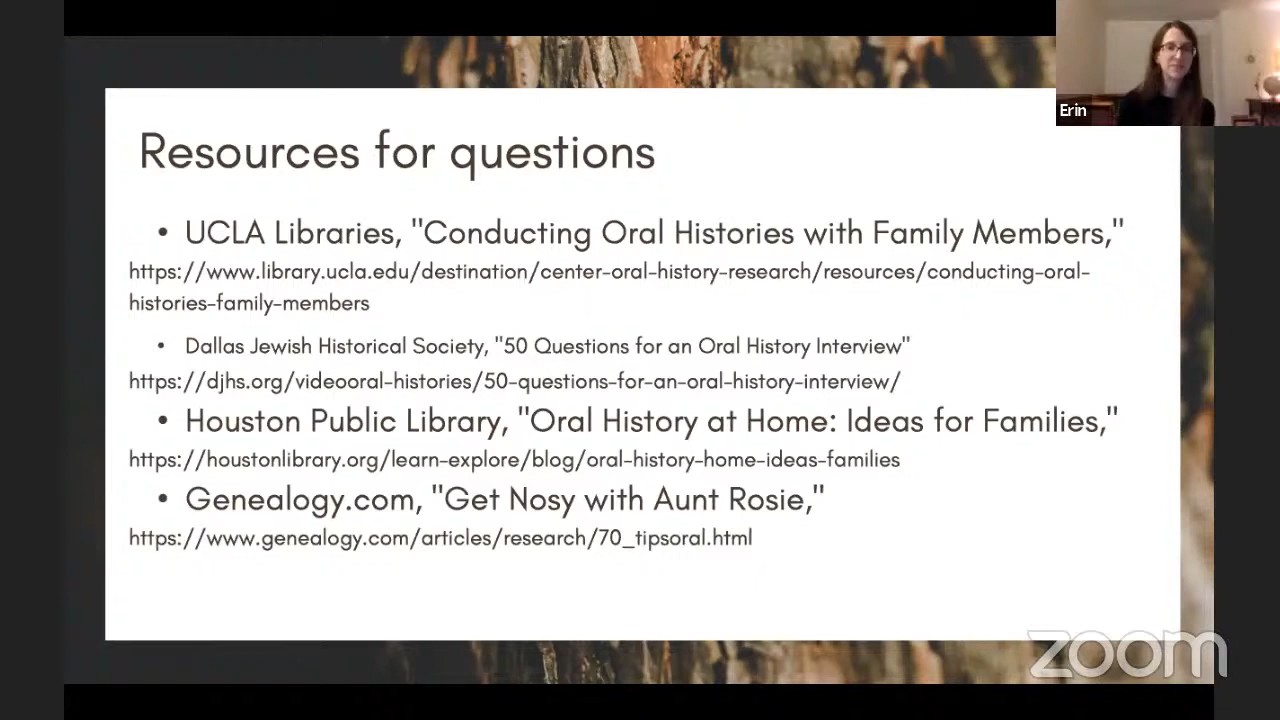 Erin
Resources for questions
• UCLA Libraries, "Conducting Oral Histories with Family Members,"
https://www.library.ucla.edu/destination/center-oral-history-research/resources/conducting-oral-
histories-family-members
• Dallas Jewish Historical Society, "50 Questions for an Oral History Interview"
https://djhs.org/videooral-histories/50-questions-for-an-oral-history-interview/
• Houston Public Library, "Oral History at Home: Ideas for Families,"
https://houstonlibrary.org/learn-explore/blog/oral-history-home-ideas-families
• Genealogy.com, "Get Nosy with Aunt Rosie,"
https://www.genealogy.com/articles/research/70_tipsoral.html
zoom